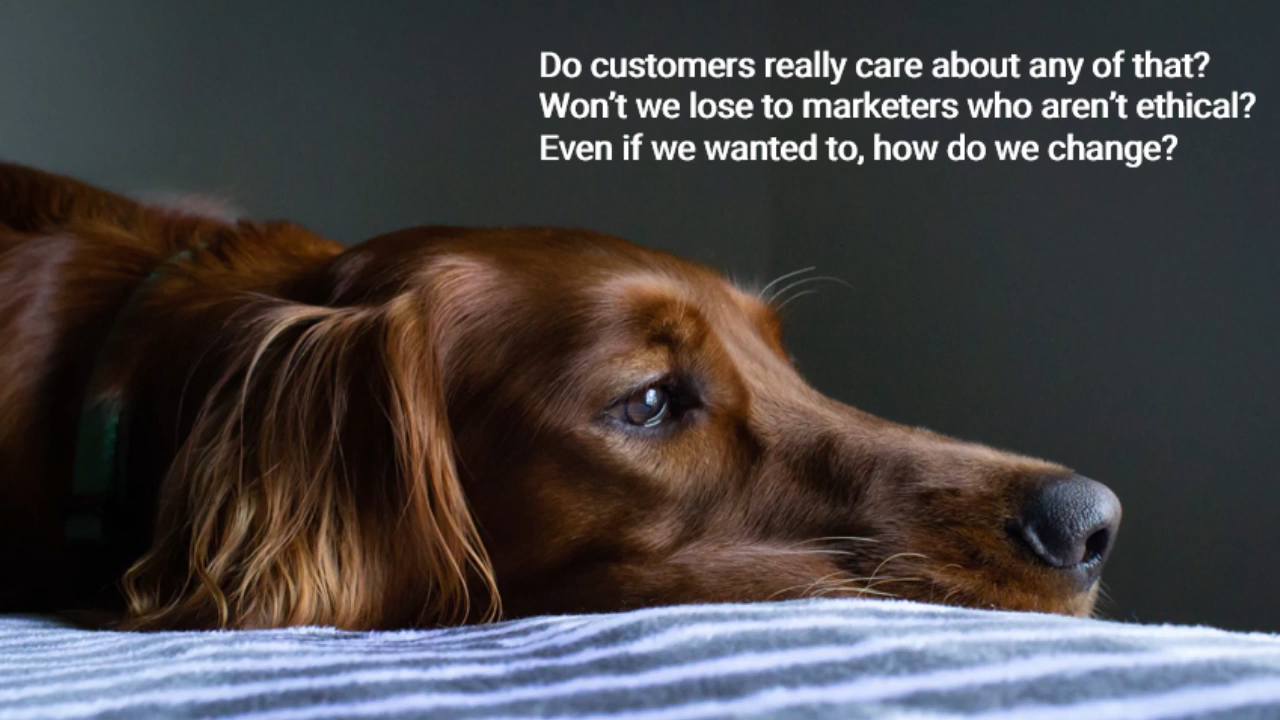 Do customers really care about any of that?
Won’t we lose to marketers who aren’t ethical?
Even if we wanted to, how do we change?